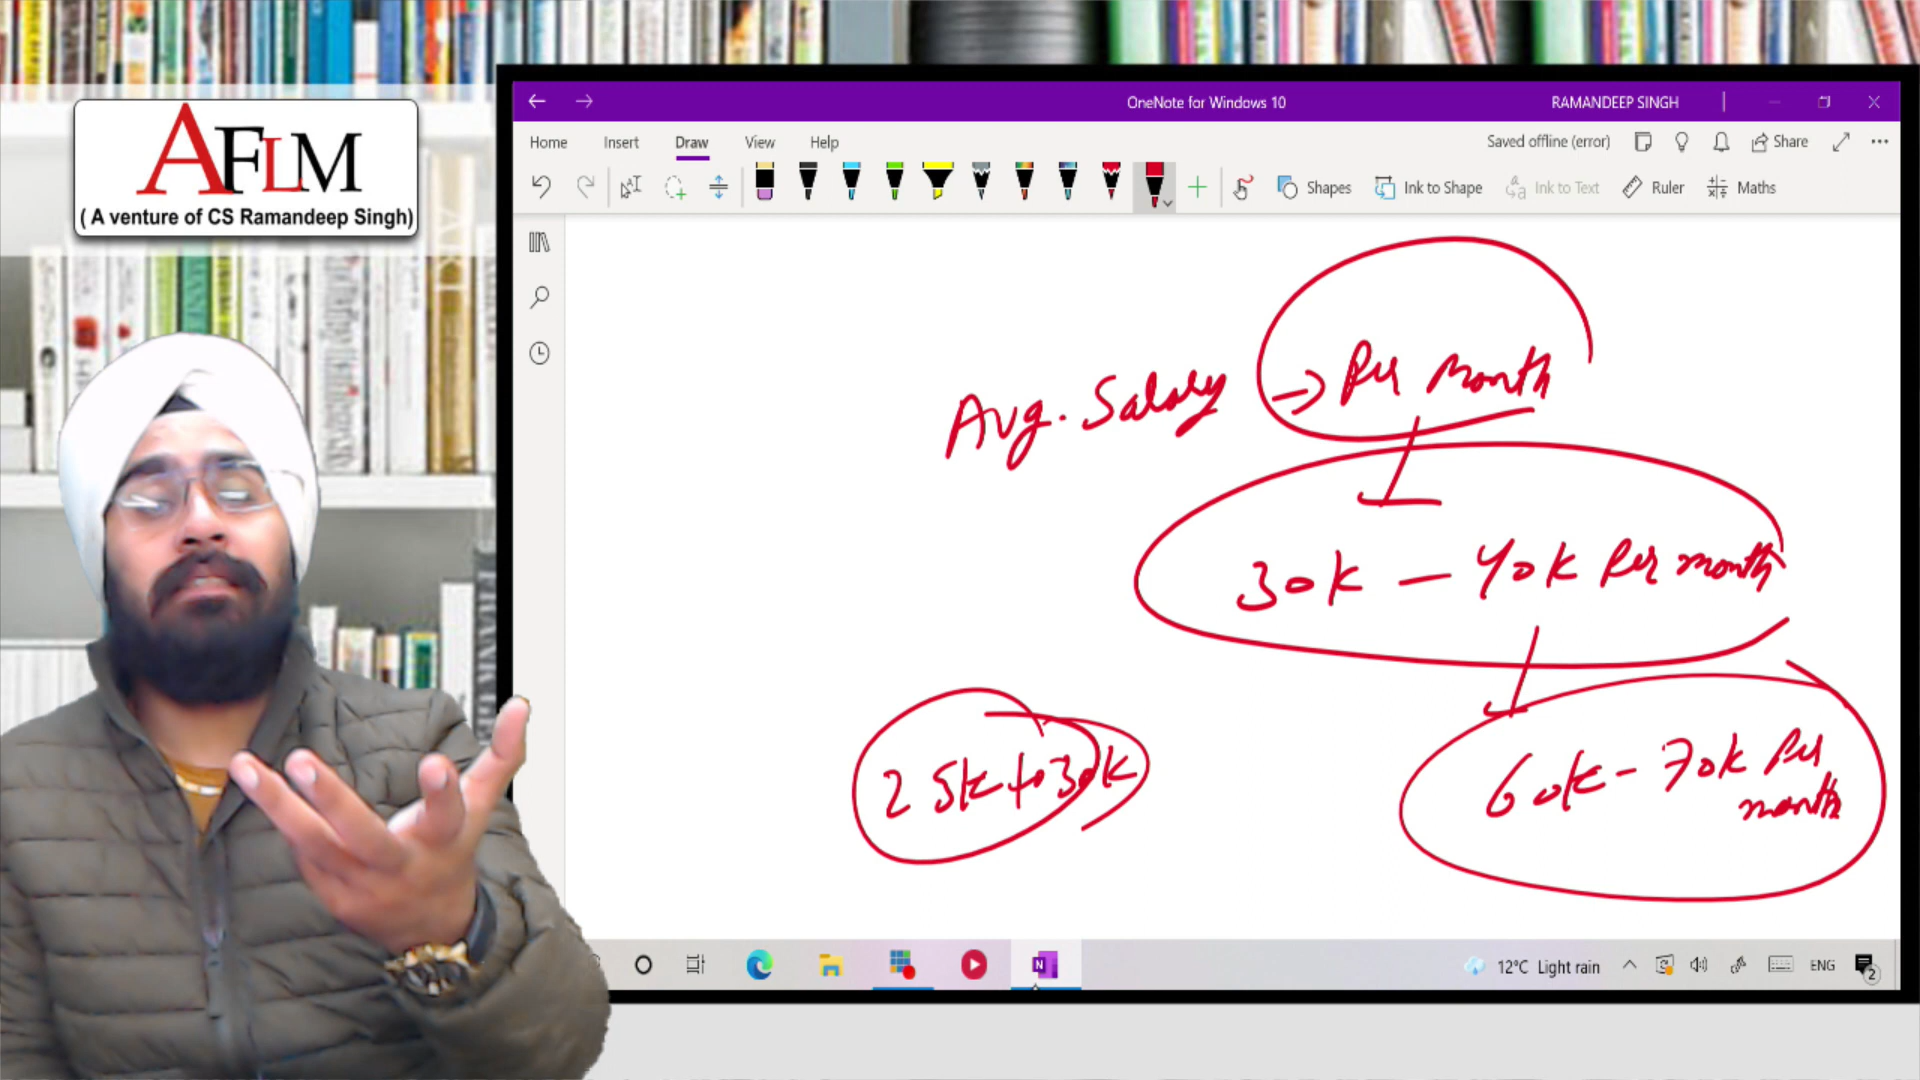 AFLM
( A venture of CS Ramandeep Singh)
OneNote for Windows 10
RAMANDEEP SINGH
Home Insert Draw View Help
Saved offline (error)
Share
Shapes
Ink to Shape
Ink to Text
Ruler
Maths
Avg. Salary → Per month
30k — 40k Per month
25k to 30k
60k - 70k Per
month
12°C Light rain
ENG
2